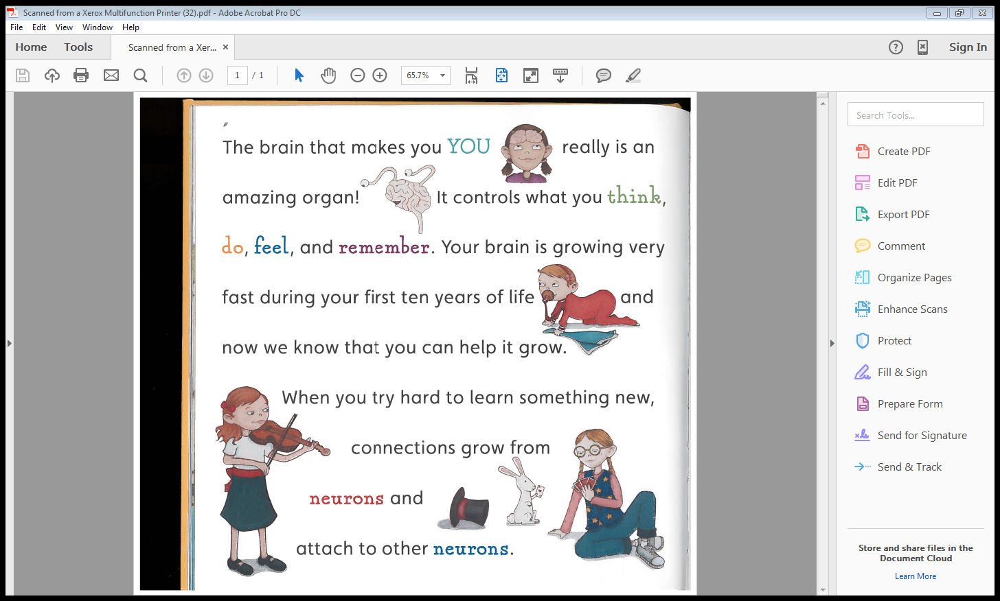 Scanned from a Xerox Multifunction Printer (32).pdf - Adobe Acrobat Pro DC
File Edit View Window Help
Home Tools Scanned from a Xer... × ? Sign In
1 / 1 65.7%
The brain that makes you YOU really is an
amazing organ! It controls what you think,
do, feel, and remember. Your brain is growing very
fast during your first ten years of life and
now we know that you can help it grow.
When you try hard to learn something new,
connections grow from
neurons and
attach to other neurons.
Search Tools...
Create PDF
Edit PDF
Export PDF
Comment
Organize Pages
Enhance Scans
Protect
Fill & Sign
Prepare Form
Send for Signature
Send & Track
Store and share files in the
Document Cloud
Learn More